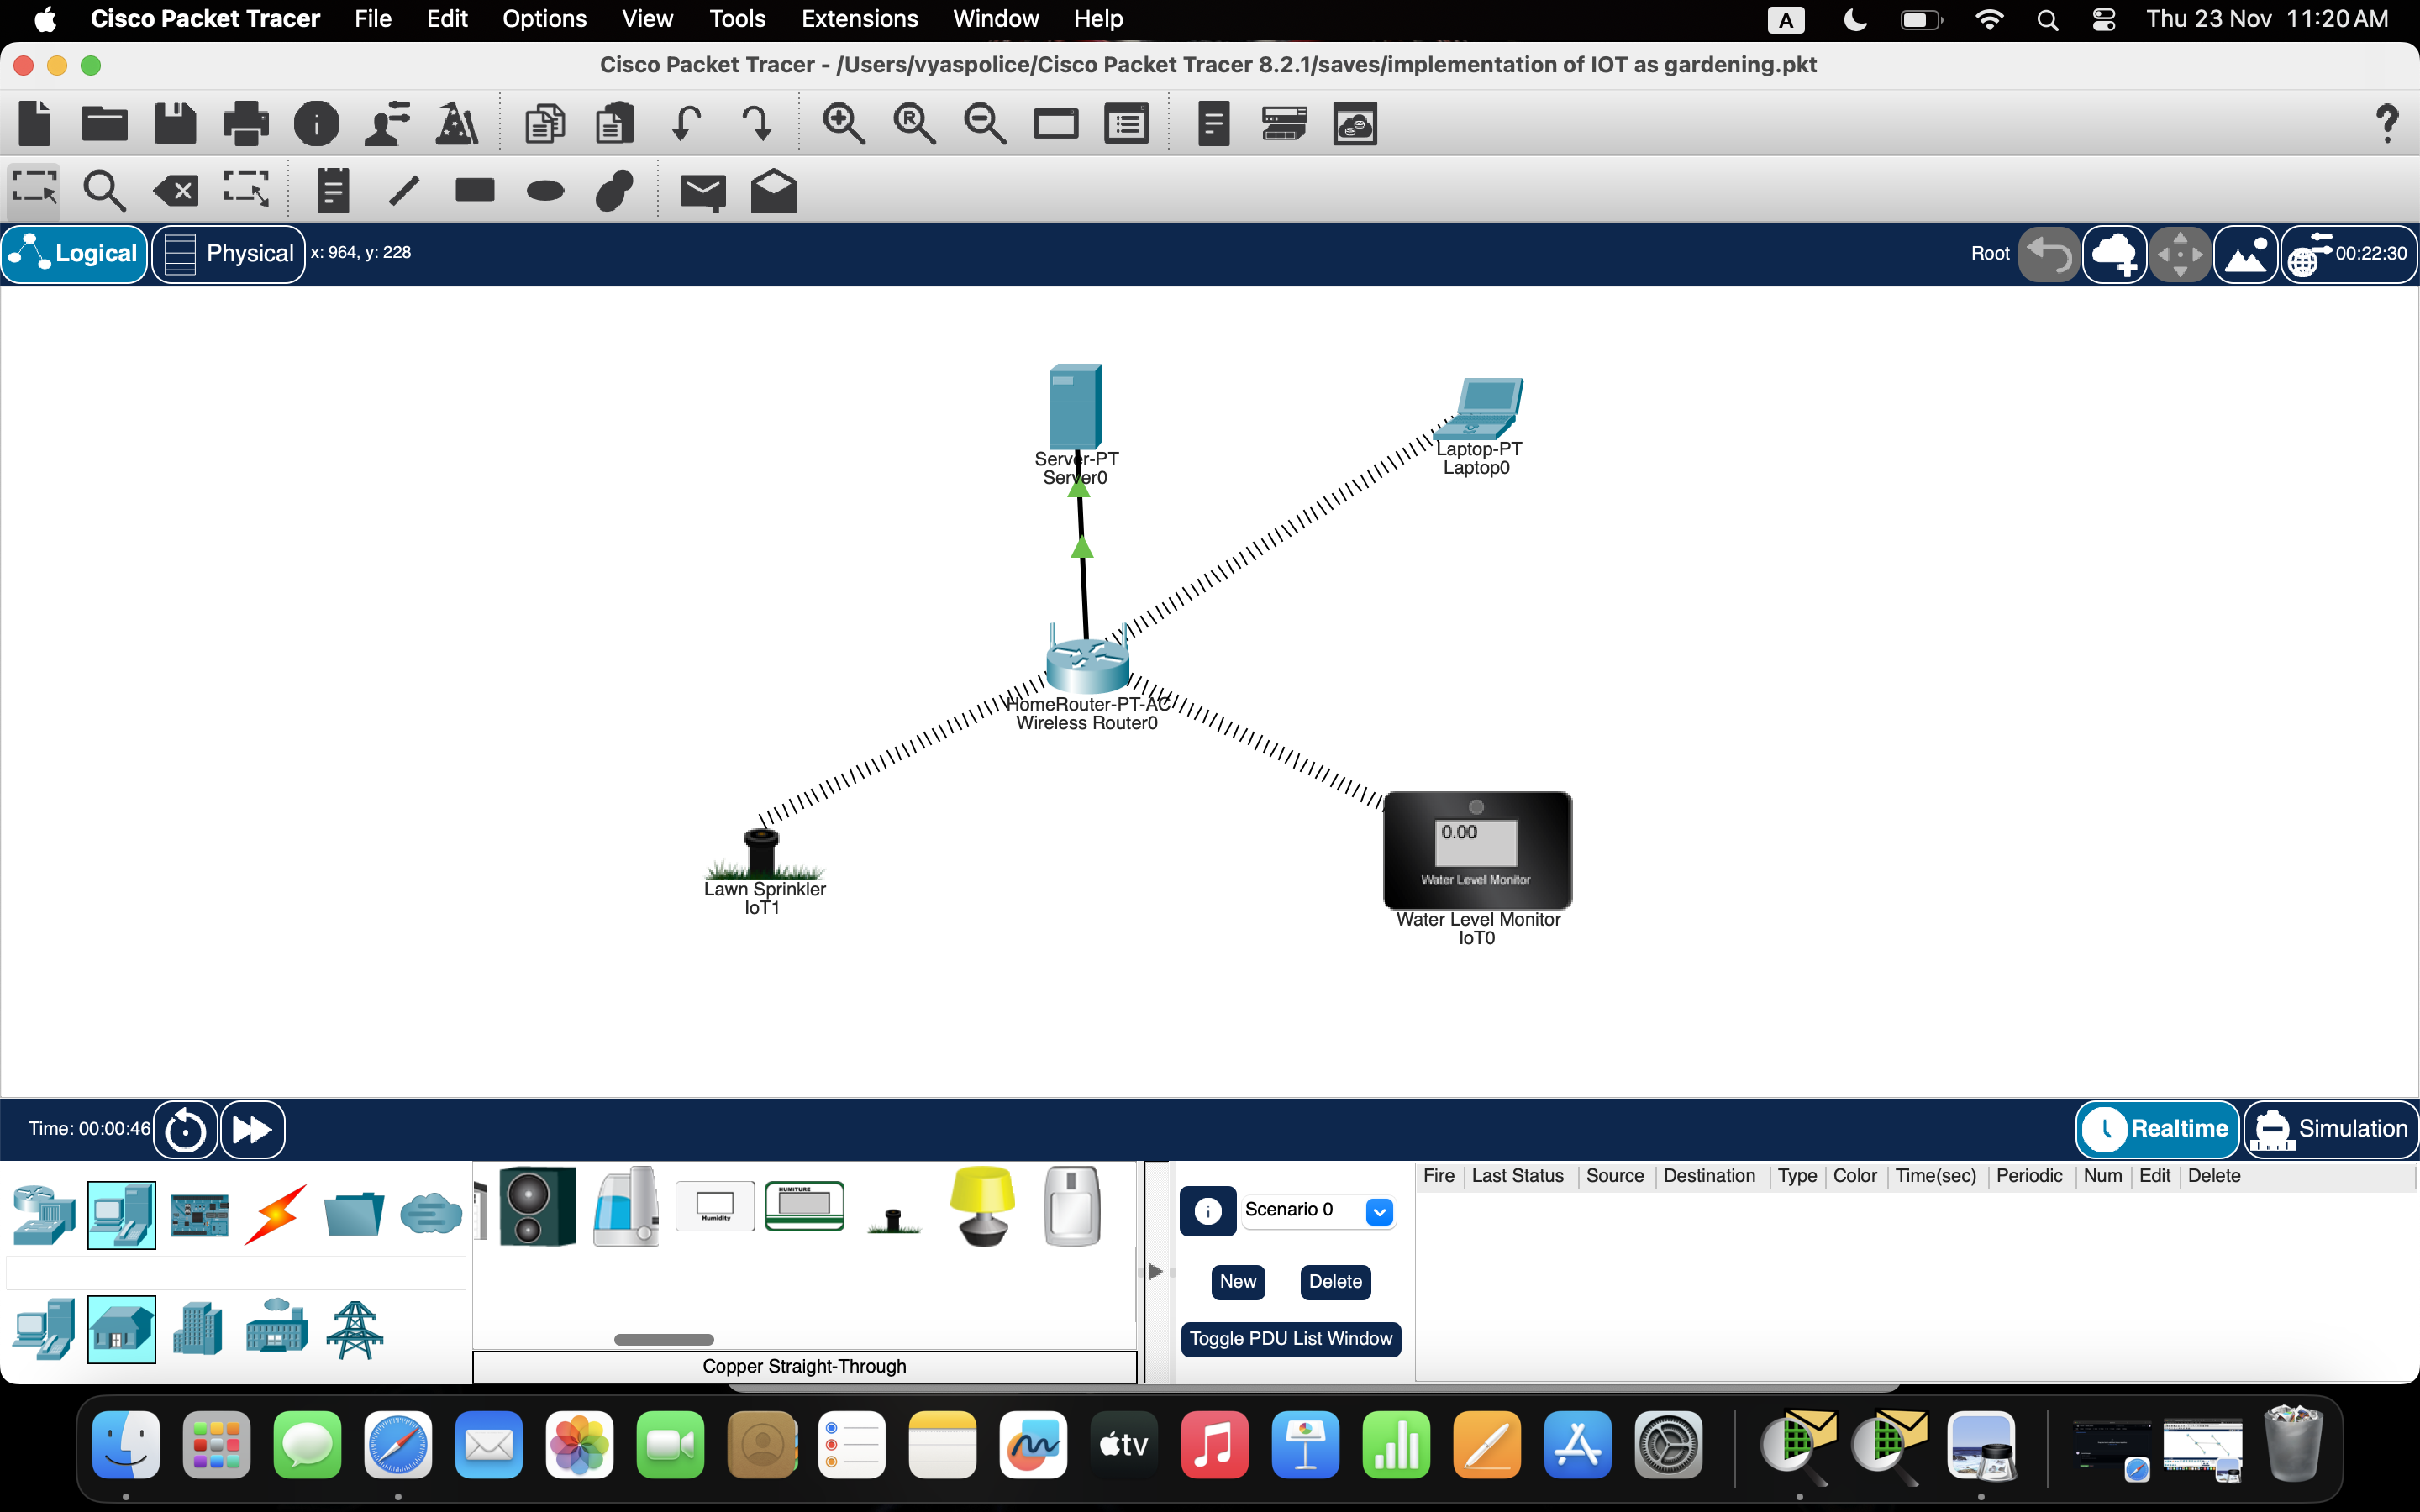 Cisco Packet Tracer File Edit Options View Tools Extensions Window Help A Thu 23 Nov 11:20 AM
Cisco Packet Tracer - /Users/vyaspolice/Cisco Packet Tracer 8.2.1/saves/implementation of IOT as gardening.pkt
Logical Physical x: 964, y: 228 Root 00:22:30
Server-PT
Server0
Laptop-PT
Laptop0
HomeRouter-PT-AC
Wireless Router0
0.00
Water Level Monitor
Lawn Sprinkler
IoT1
Water Level Monitor
IoT0
Time: 00:00:46 Realtime Simulation
Fire Last Status Source Destination Type Color Time(sec) Periodic Num Edit Delete
Humidity
HUMITURE
Scenario 0
New Delete
Toggle PDU List Window
Copper Straight-Through
tv